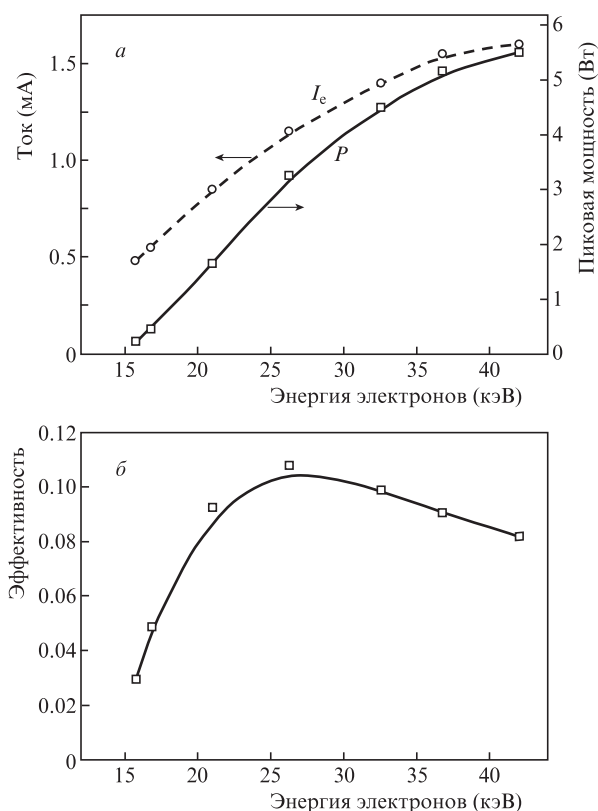 а
Ток (мА)
1.5
1.0
0.5
0
Iе
P
6
5
4
3
2
1
0
Пиковая мощность (Вт)
15 20 25 30 35 40
Энергия электронов (кэВ)
б
Эффективность
0.12
0.10
0.08
0.06
0.04
0.02
0
15 20 25 30 35 40
Энергия электронов (кэВ)